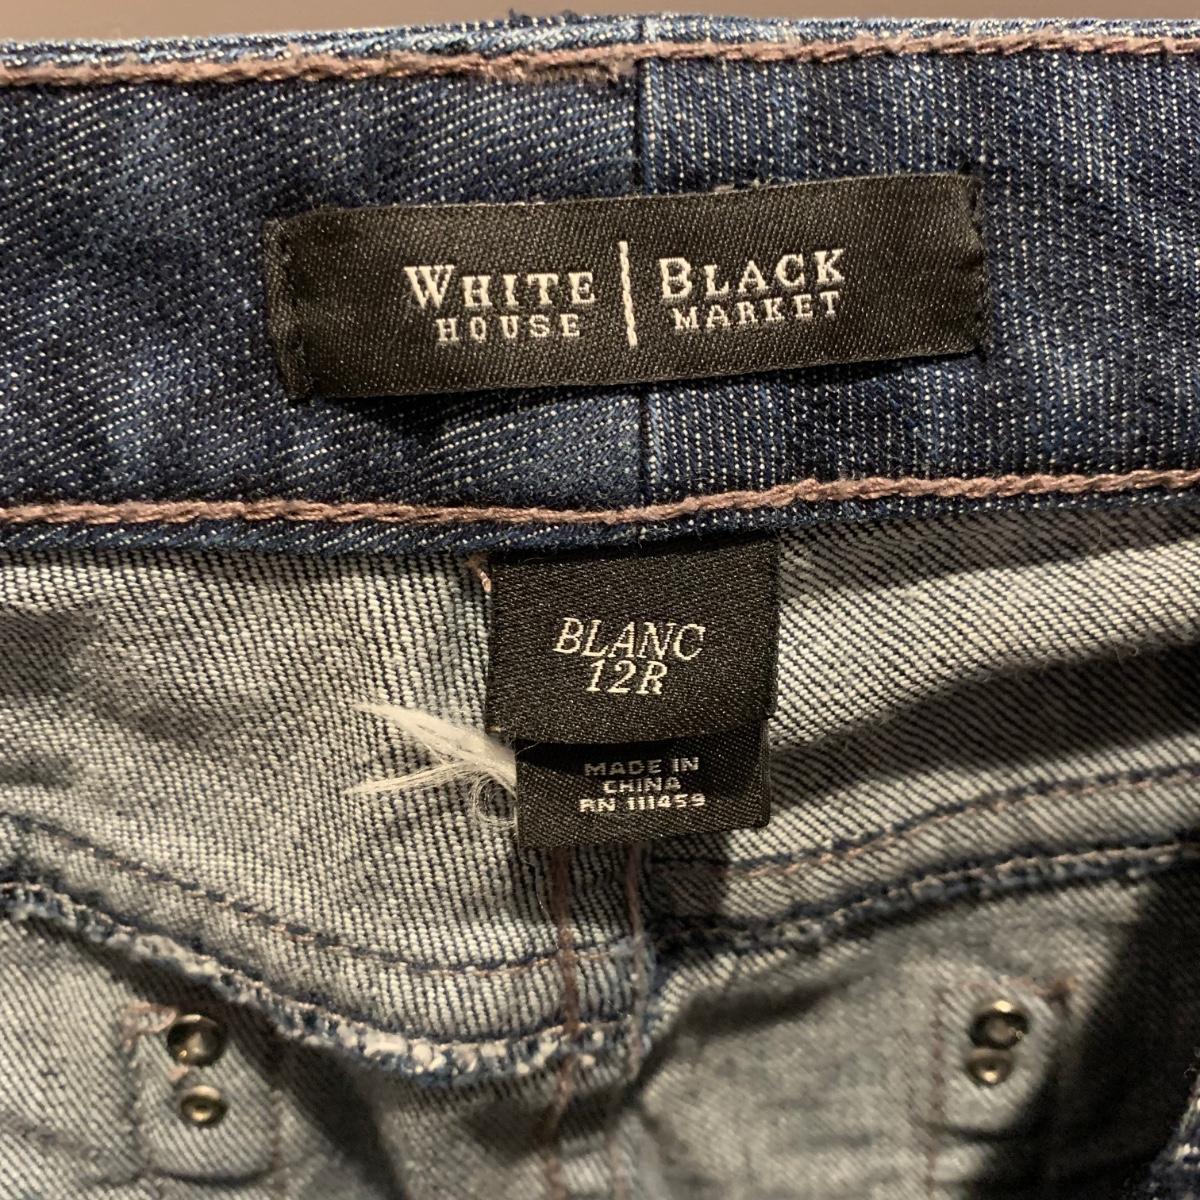 WHITE | BLACK
HOUSE | MARKET
BLANC
12R
MADE IN
CHINA
RN 111459